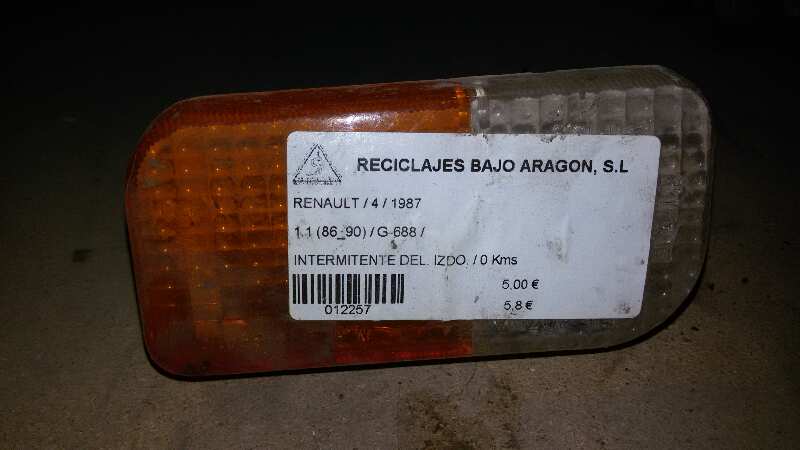 RECICLAJES BAJO ARAGON, S.L
RENAULT / 4 / 1987
1.1 (86_90) / G-688 /
INTERMITENTE DEL. IZDO. / 0 Kms
5.00 €
012257
5,8 €